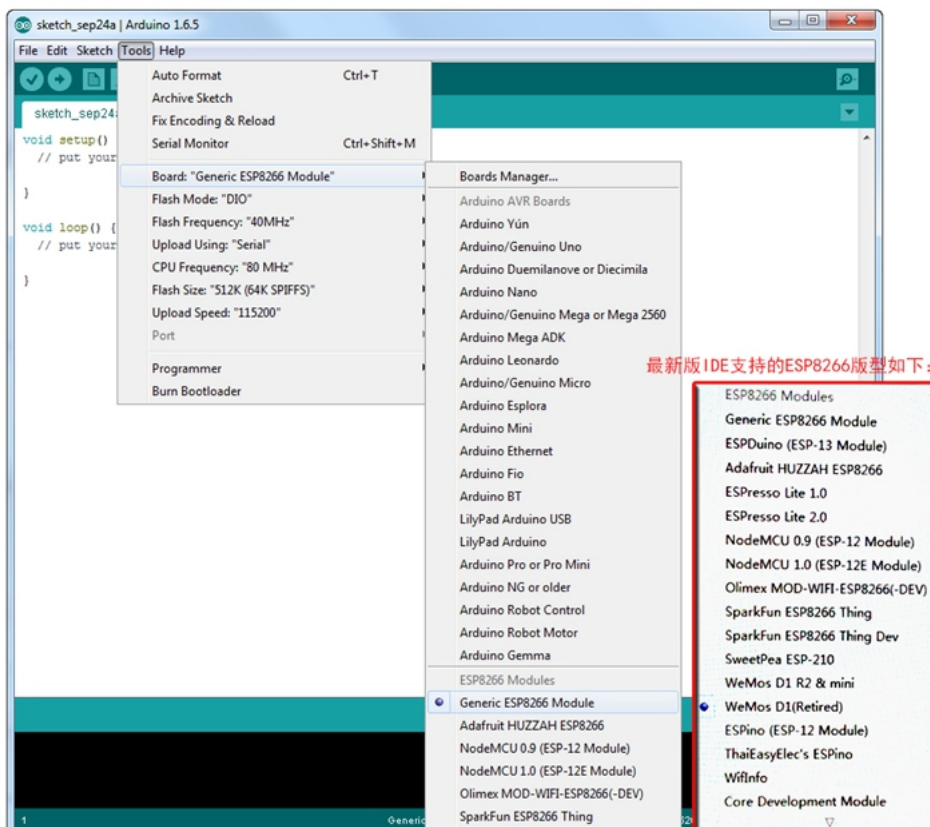 sketch_sep24a | Arduino 1.6.5
File Edit Sketch Tools Help
sketch_sep24
void setup()
// put your
}
void loop() {
// put your
}
Auto Format Ctrl+T
Archive Sketch
Fix Encoding & Reload
Serial Monitor Ctrl+Shift+M
Board: "Generic ESP8266 Module"
Flash Mode: "DIO"
Flash Frequency: "40MHz"
Upload Using: "Serial"
CPU Frequency: "80 MHz"
Flash Size: "512K (64K SPIFFS)"
Upload Speed: "115200"
Port
Programmer
Burn Bootloader
Boards Manager...
Arduino AVR Boards
Arduino Yún
Arduino/Genuino Uno
Arduino Duemilanove or Diecimila
Arduino Nano
Arduino/Genuino Mega or Mega 2560
Arduino Mega ADK
Arduino Leonardo
Arduino/Genuino Micro
Arduino Esplora
Arduino Mini
Arduino Ethernet
Arduino Fio
Arduino BT
LilyPad Arduino USB
LilyPad Arduino
Arduino Pro or Pro Mini
Arduino NG or older
Arduino Robot Control
Arduino Robot Motor
Arduino Gemma
ESP8266 Modules
Generic ESP8266 Module
Adafruit HUZZAH ESP8266
NodeMCU 0.9 (ESP-12 Module)
NodeMCU 1.0 (ESP-12E Module)
Olimex MOD-WIFI-ESP8266(-DEV)
SparkFun ESP8266 Thing
最新版IDE支持的ESP8266版型如下：
ESP8266 Modules
Generic ESP8266 Module
ESPDuino (ESP-13 Module)
Adafruit HUZZAH ESP8266
ESPresso Lite 1.0
ESPresso Lite 2.0
NodeMCU 0.9 (ESP-12 Module)
NodeMCU 1.0 (ESP-12E Module)
Olimex MOD-WIFI-ESP8266(-DEV)
SparkFun ESP8266 Thing
SparkFun ESP8266 Thing Dev
SweetPea ESP-210
WeMos D1 R2 & mini
WeMos D1(Retired)
ESPino (ESP-12 Module)
ThaiEasyElec's ESPino
WifInfo
Core Development Module
1
Generic